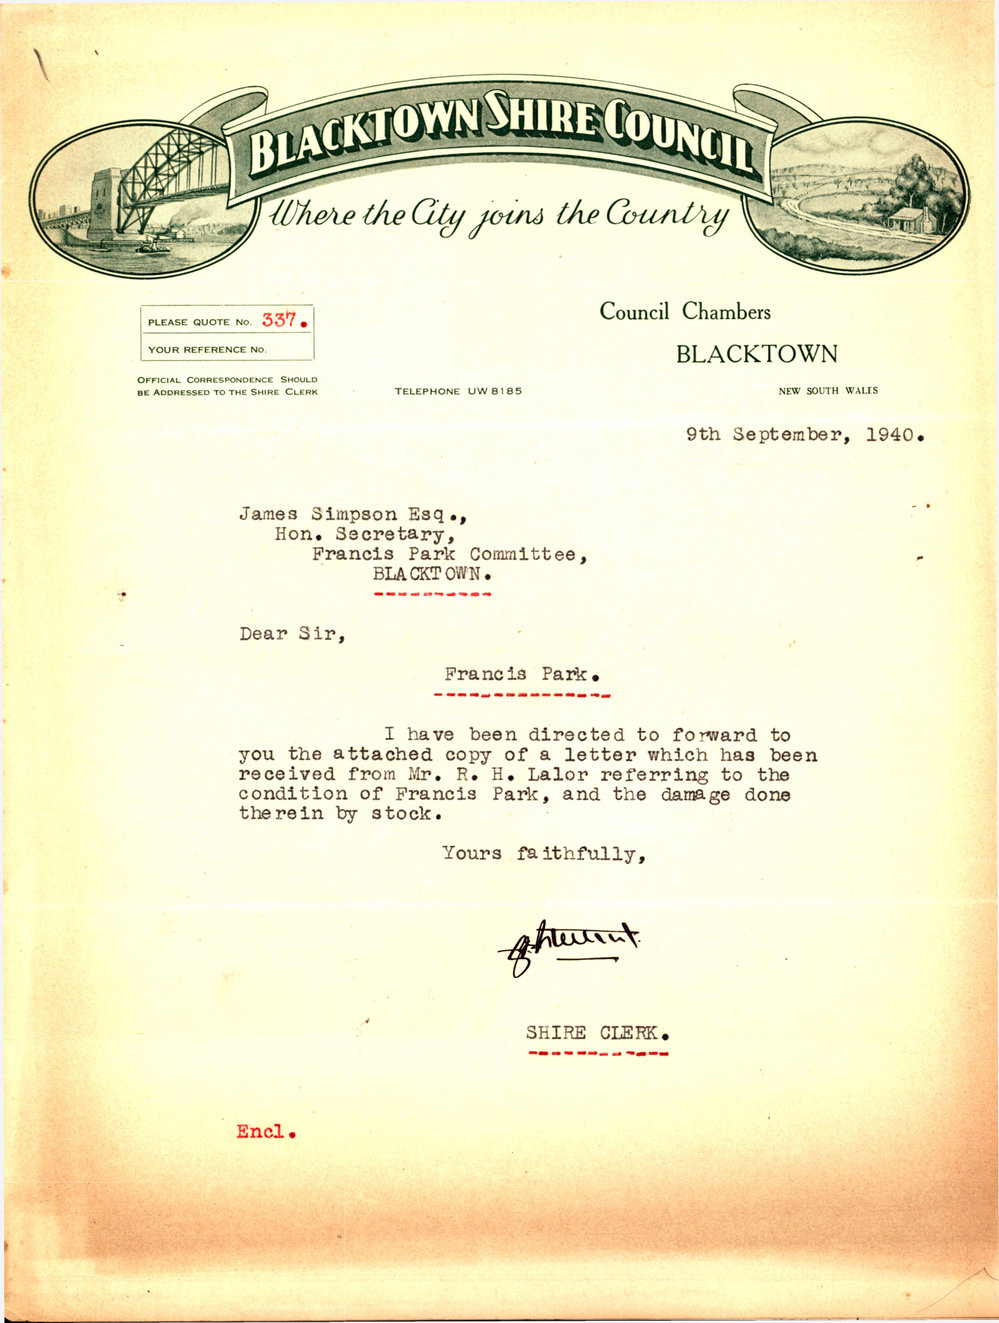 BLACKTOWN SHIRE COUNCIL
Where the City joins the Country
PLEASE QUOTE No. 337.
YOUR REFERENCE No.
OFFICIAL CORRESPONDENCE SHOULD
BE ADDRESSED TO THE SHIRE CLERK
TELEPHONE UW 8185
Council Chambers
BLACKTOWN
NEW SOUTH WALES
9th September, 1940.
James Simpson Esq.,
Hon. Secretary,
Francis Park Committee,
BLACKTOWN.
Dear Sir,
Francis Park.
I have been directed to forward to
you the attached copy of a letter which has been
received from Mr. R. H. Lalor referring to the
condition of Francis Park, and the damage done
therein by stock.
Yours faithfully,
SHIRE CLERK.
Encl.